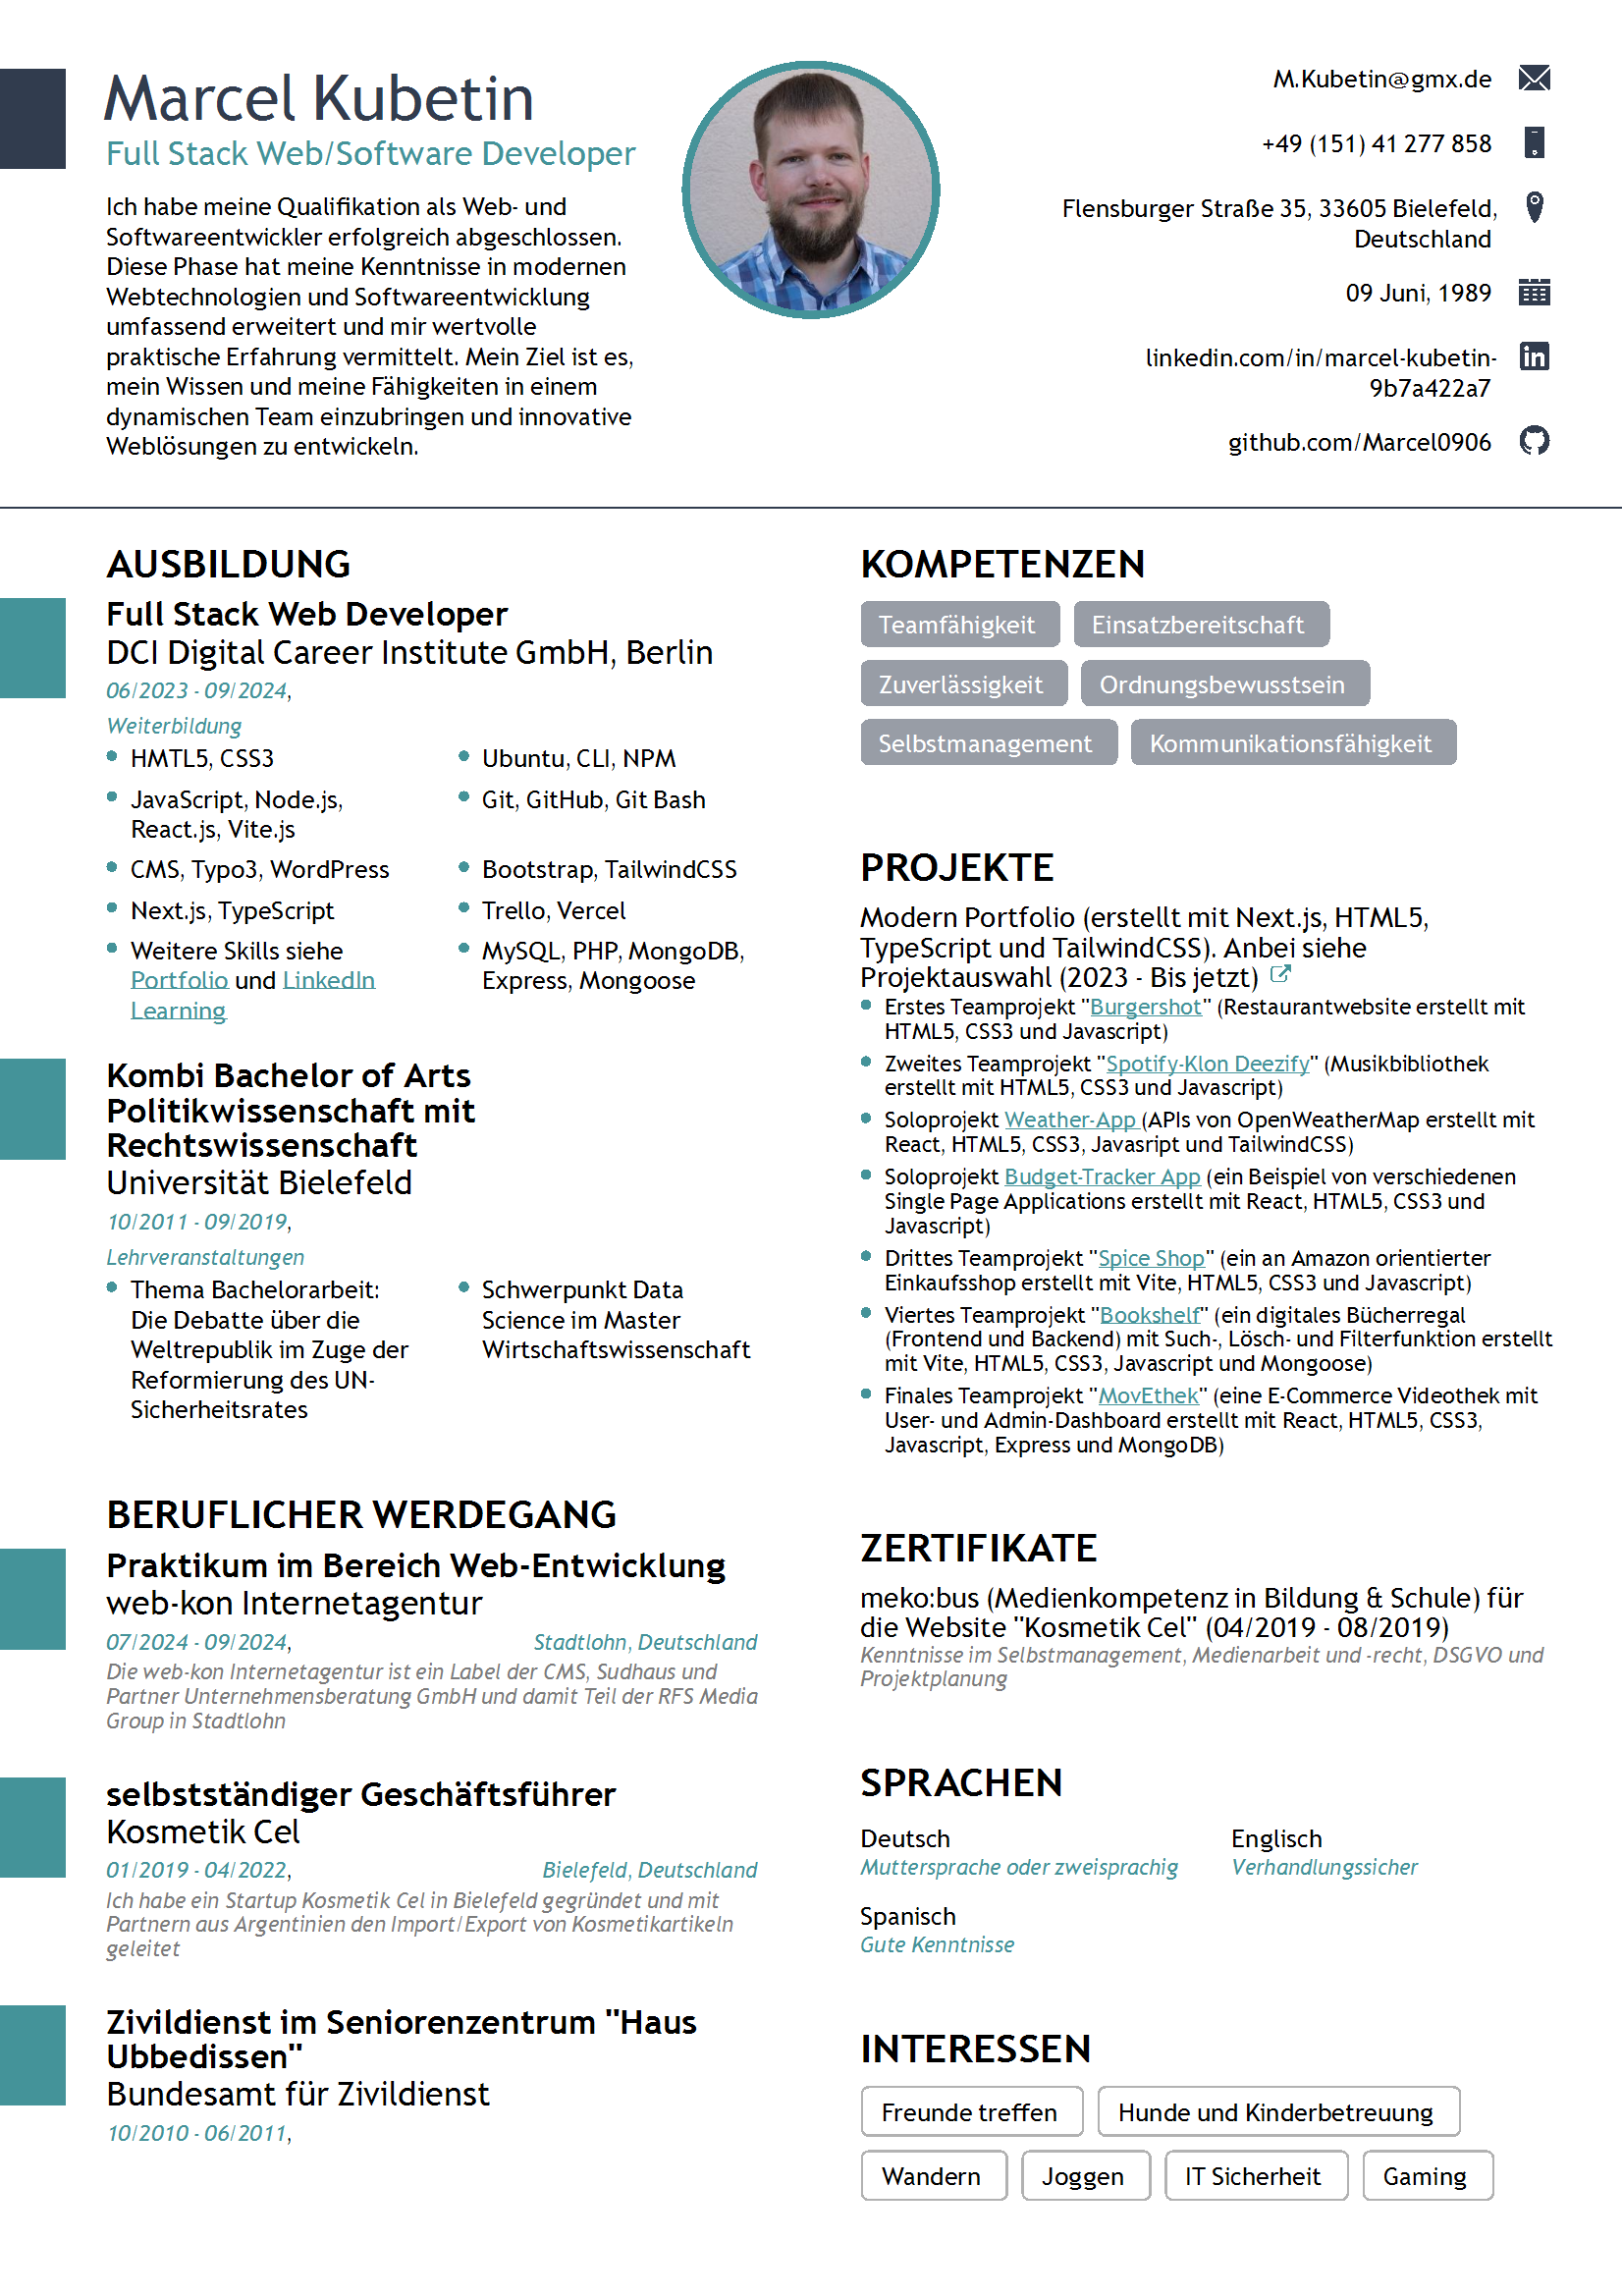 Marcel Kubetin
Full Stack Web/Software Developer
Ich habe meine Qualifikation als Web- und
Softwareentwickler erfolgreich abgeschlossen.
Diese Phase hat meine Kenntnisse in modernen
Webtechnologien und Softwareentwicklung
umfassend erweitert und mir wertvolle
praktische Erfahrung vermittelt. Mein Ziel ist es,
mein Wissen und meine Fähigkeiten in einem
dynamischen Team einzubringen und innovative
Weblösungen zu entwickeln.
M.Kubetin@gmx.de
+49 (151) 41 277 858
Flensburger Straße 35, 33605 Bielefeld,
Deutschland
09 Juni, 1989
linkedin.com/in/marcel-kubetin-
9b7a422a7
github.com/Marcel0906
AUSBILDUNG
Full Stack Web Developer
DCI Digital Career Institute GmbH, Berlin
06/2023 - 09/2024,
Weiterbildung
HMTL5, CSS3
Ubuntu, CLI, NPM
JavaScript, Node.js,
React.js, Vite.js
Git, GitHub, Git Bash
CMS, Typo3, WordPress
Bootstrap, TailwindCSS
Next.js, TypeScript
Trello, Vercel
Weitere Skills siehe
Portfolio und LinkedIn
Learning
MySQL, PHP, MongoDB,
Express, Mongoose
Kombi Bachelor of Arts
Politikwissenschaft mit
Rechtswissenschaft
Universität Bielefeld
10/2011 - 09/2019,
Lehrveranstaltungen
Thema Bachelorarbeit:
Die Debatte über die
Weltrepublik im Zuge der
Reformierung des UN-
Sicherheitsrates
Schwerpunkt Data
Science im Master
Wirtschaftswissenschaft
BERUFLICHER WERDEGANG
Praktikum im Bereich Web-Entwicklung
web-kon Internetagentur
07/2024 - 09/2024, Stadtlohn, Deutschland
Die web-kon Internetagentur ist ein Label der CMS, Sudhaus und
Partner Unternehmensberatung GmbH und damit Teil der RFS Media
Group in Stadtlohn
selbstständiger Geschäftsführer
Kosmetik Cel
01/2019 - 04/2022, Bielefeld, Deutschland
Ich habe ein Startup Kosmetik Cel in Bielefeld gegründet und mit
Partnern aus Argentinien den Import/Export von Kosmetikartikeln
geleitet
Zivildienst im Seniorenzentrum "Haus
Ubbedissen"
Bundesamt für Zivildienst
10/2010 - 06/2011,
KOMPETENZEN
Teamfähigkeit Einsatzbereitschaft
Zuverlässigkeit Ordnungsbewusstsein
Selbstmanagement Kommunikationsfähigkeit
PROJEKTE
Modern Portfolio (erstellt mit Next.js, HTML5,
TypeScript und TailwindCSS). Anbei siehe
Projektauswahl (2023 - Bis jetzt)
Erstes Teamprojekt "Burgershot" (Restaurantwebsite erstellt mit
HTML5, CSS3 und Javascript)
Zweites Teamprojekt "Spotify-Klon Deezify" (Musikbibliothek
erstellt mit HTML5, CSS3 und Javascript)
Soloprojekt Weather-App (APIs von OpenWeatherMap erstellt mit
React, HTML5, CSS3, Javasript und TailwindCSS)
Soloprojekt Budget-Tracker App (ein Beispiel von verschiedenen
Single Page Applications erstellt mit React, HTML5, CSS3 und
Javascript)
Drittes Teamprojekt "Spice Shop" (ein an Amazon orientierter
Einkaufsshop erstellt mit Vite, HTML5, CSS3 und Javascript)
Viertes Teamprojekt "Bookshelf" (ein digitales Bücherregal
(Frontend und Backend) mit Such-, Lösch- und Filterfunktion erstellt
mit Vite, HTML5, CSS3, Javascript und Mongoose)
Finales Teamprojekt "MovEthek" (eine E-Commerce Videothek mit
User- und Admin-Dashboard erstellt mit React, HTML5, CSS3,
Javascript, Express und MongoDB)
ZERTIFIKATE
meko:bus (Medienkompetenz in Bildung & Schule) für
die Website "Kosmetik Cel" (04/2019 - 08/2019)
Kenntnisse im Selbstmanagement, Medienarbeit und -recht, DSGVO und
Projektplanung
SPRACHEN
Deutsch
Muttersprache oder zweisprachig
Englisch
Verhandlungssicher
Spanisch
Gute Kenntnisse
INTERESSEN
Freunde treffen Hunde und Kinderbetreuung
Wandern Joggen IT Sicherheit Gaming